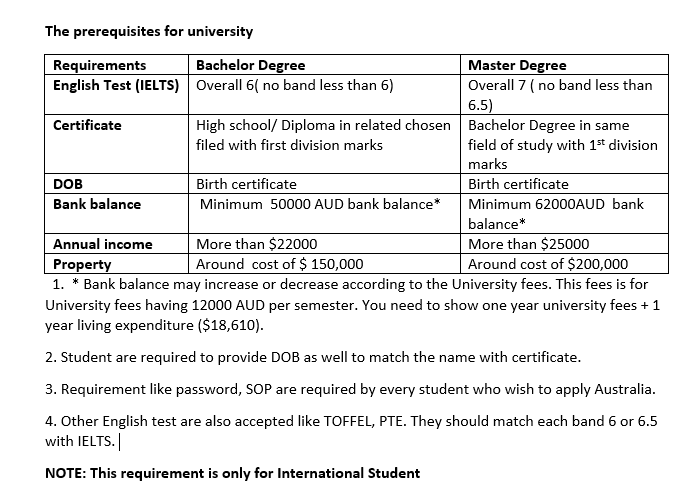 The prerequisites for university
Requirements Bachelor Degree Master Degree
English Test (IELTS) Overall 6( no band less than 6) Overall 7 ( no band less than
6.5)
Certificate High school/ Diploma in related chosen Bachelor Degree in same
filed with first division marks field of study with 1st division
marks
DOB Birth certificate Birth certificate
Bank balance Minimum 50000 AUD bank balance* Minimum 62000AUD bank
balance*
Annual income More than $22000 More than $25000
Property Around cost of $ 150,000 Around cost of $200,000
1. * Bank balance may increase or decrease according to the University fees. This fees is for
University fees having 12000 AUD per semester. You need to show one year university fees + 1
year living expenditure ($18,610).
2. Student are required to provide DOB as well to match the name with certificate.
3. Requirement like password, SOP are required by every student who wish to apply Australia.
4. Other English test are also accepted like TOFFEL, PTE. They should match each band 6 or 6.5
with IELTS.
NOTE: This requirement is only for International Student